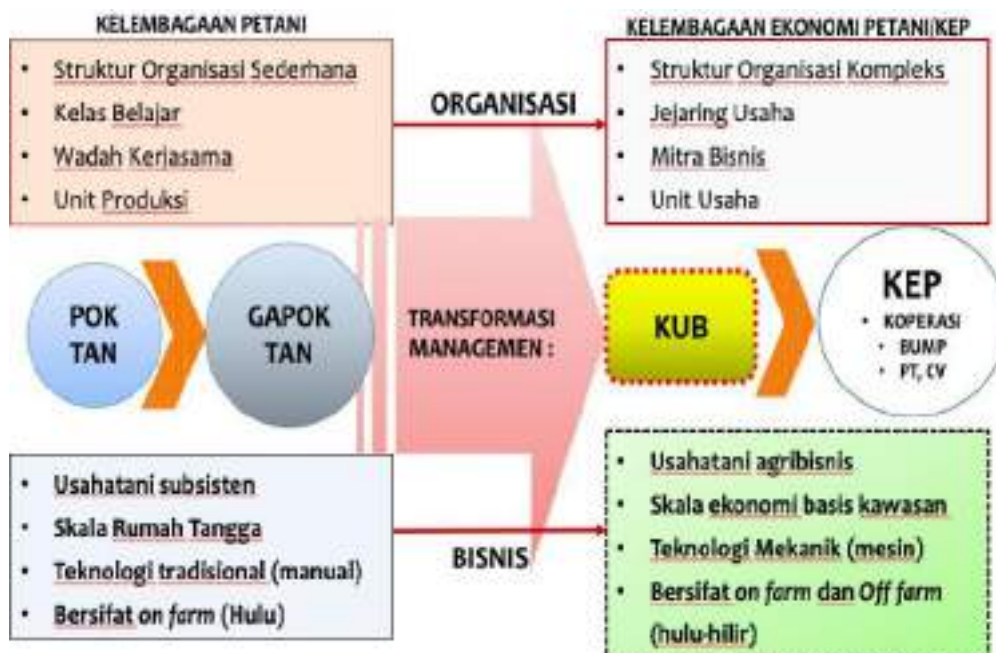 KELEMBAGAAN PETANI
• Struktur Organisasi Sederhana
• Kelas Belajar
• Wadah Kerjasama
• Unit Produksi
ORGANISASI
KELEMBAGAAN EKONOMI PETANI/KEP
• Struktur Organisasi Kompleks
• Jejaring Usaha
• Mitra Bisnis
• Unit Usaha
POK
TAN
GAPOK
TAN
TRANSFORMASI
MANAGEMEN :
KUB
KEP
• KOPERASI
• BUMP
• PT, CV
• Usahatani subsisten
• Skala Rumah Tangga
• Teknologi tradisional (manual)
• Bersifat on farm (Hulu)
BISNIS
• Usahatani agribisnis
• Skala ekonomi basis kawasan
• Teknologi Mekanik (mesin)
• Bersifat on farm dan Off farm
(hulu-hilir)